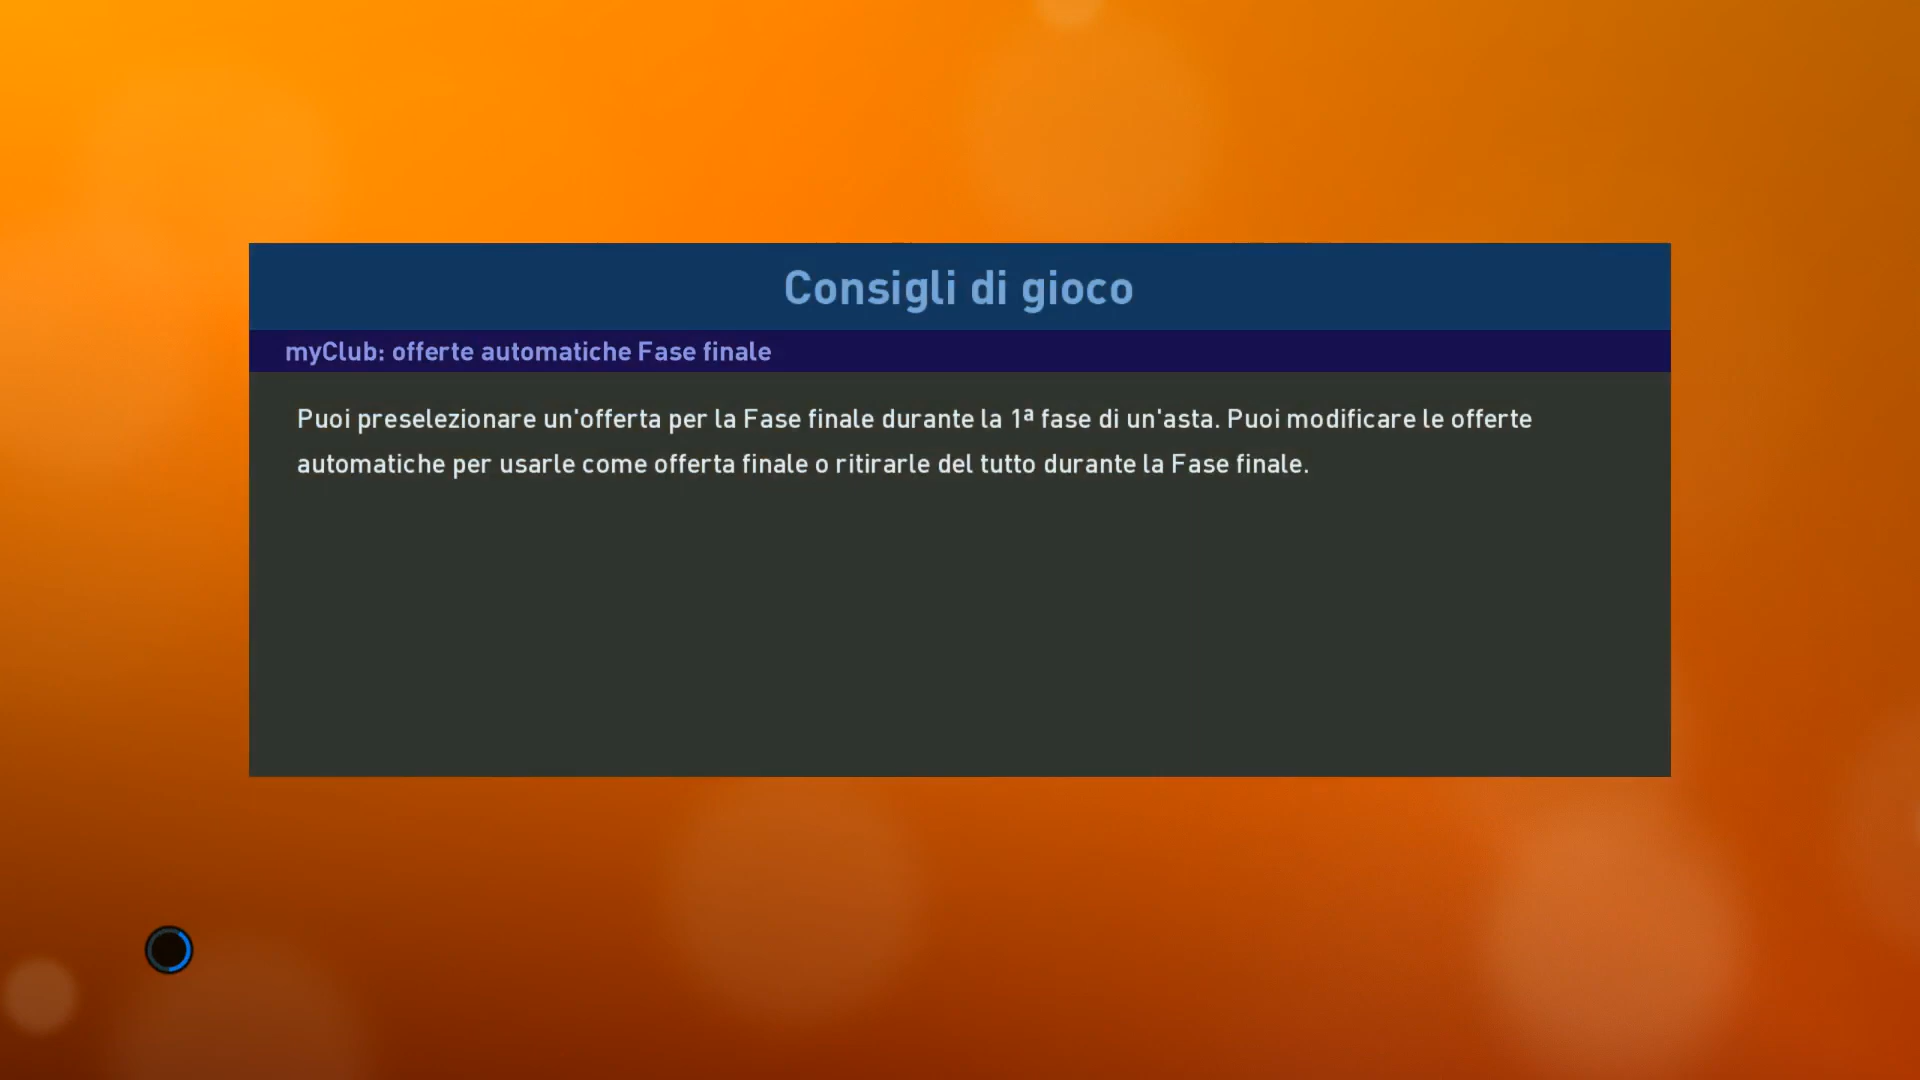 Consigli di gioco
myClub: offerte automatiche Fase finale
Puoi preselezionare un'offerta per la Fase finale durante la 1ª fase di un'asta. Puoi modificare le offerte
automatiche per usarle come offerta finale o ritirarle del tutto durante la Fase finale.